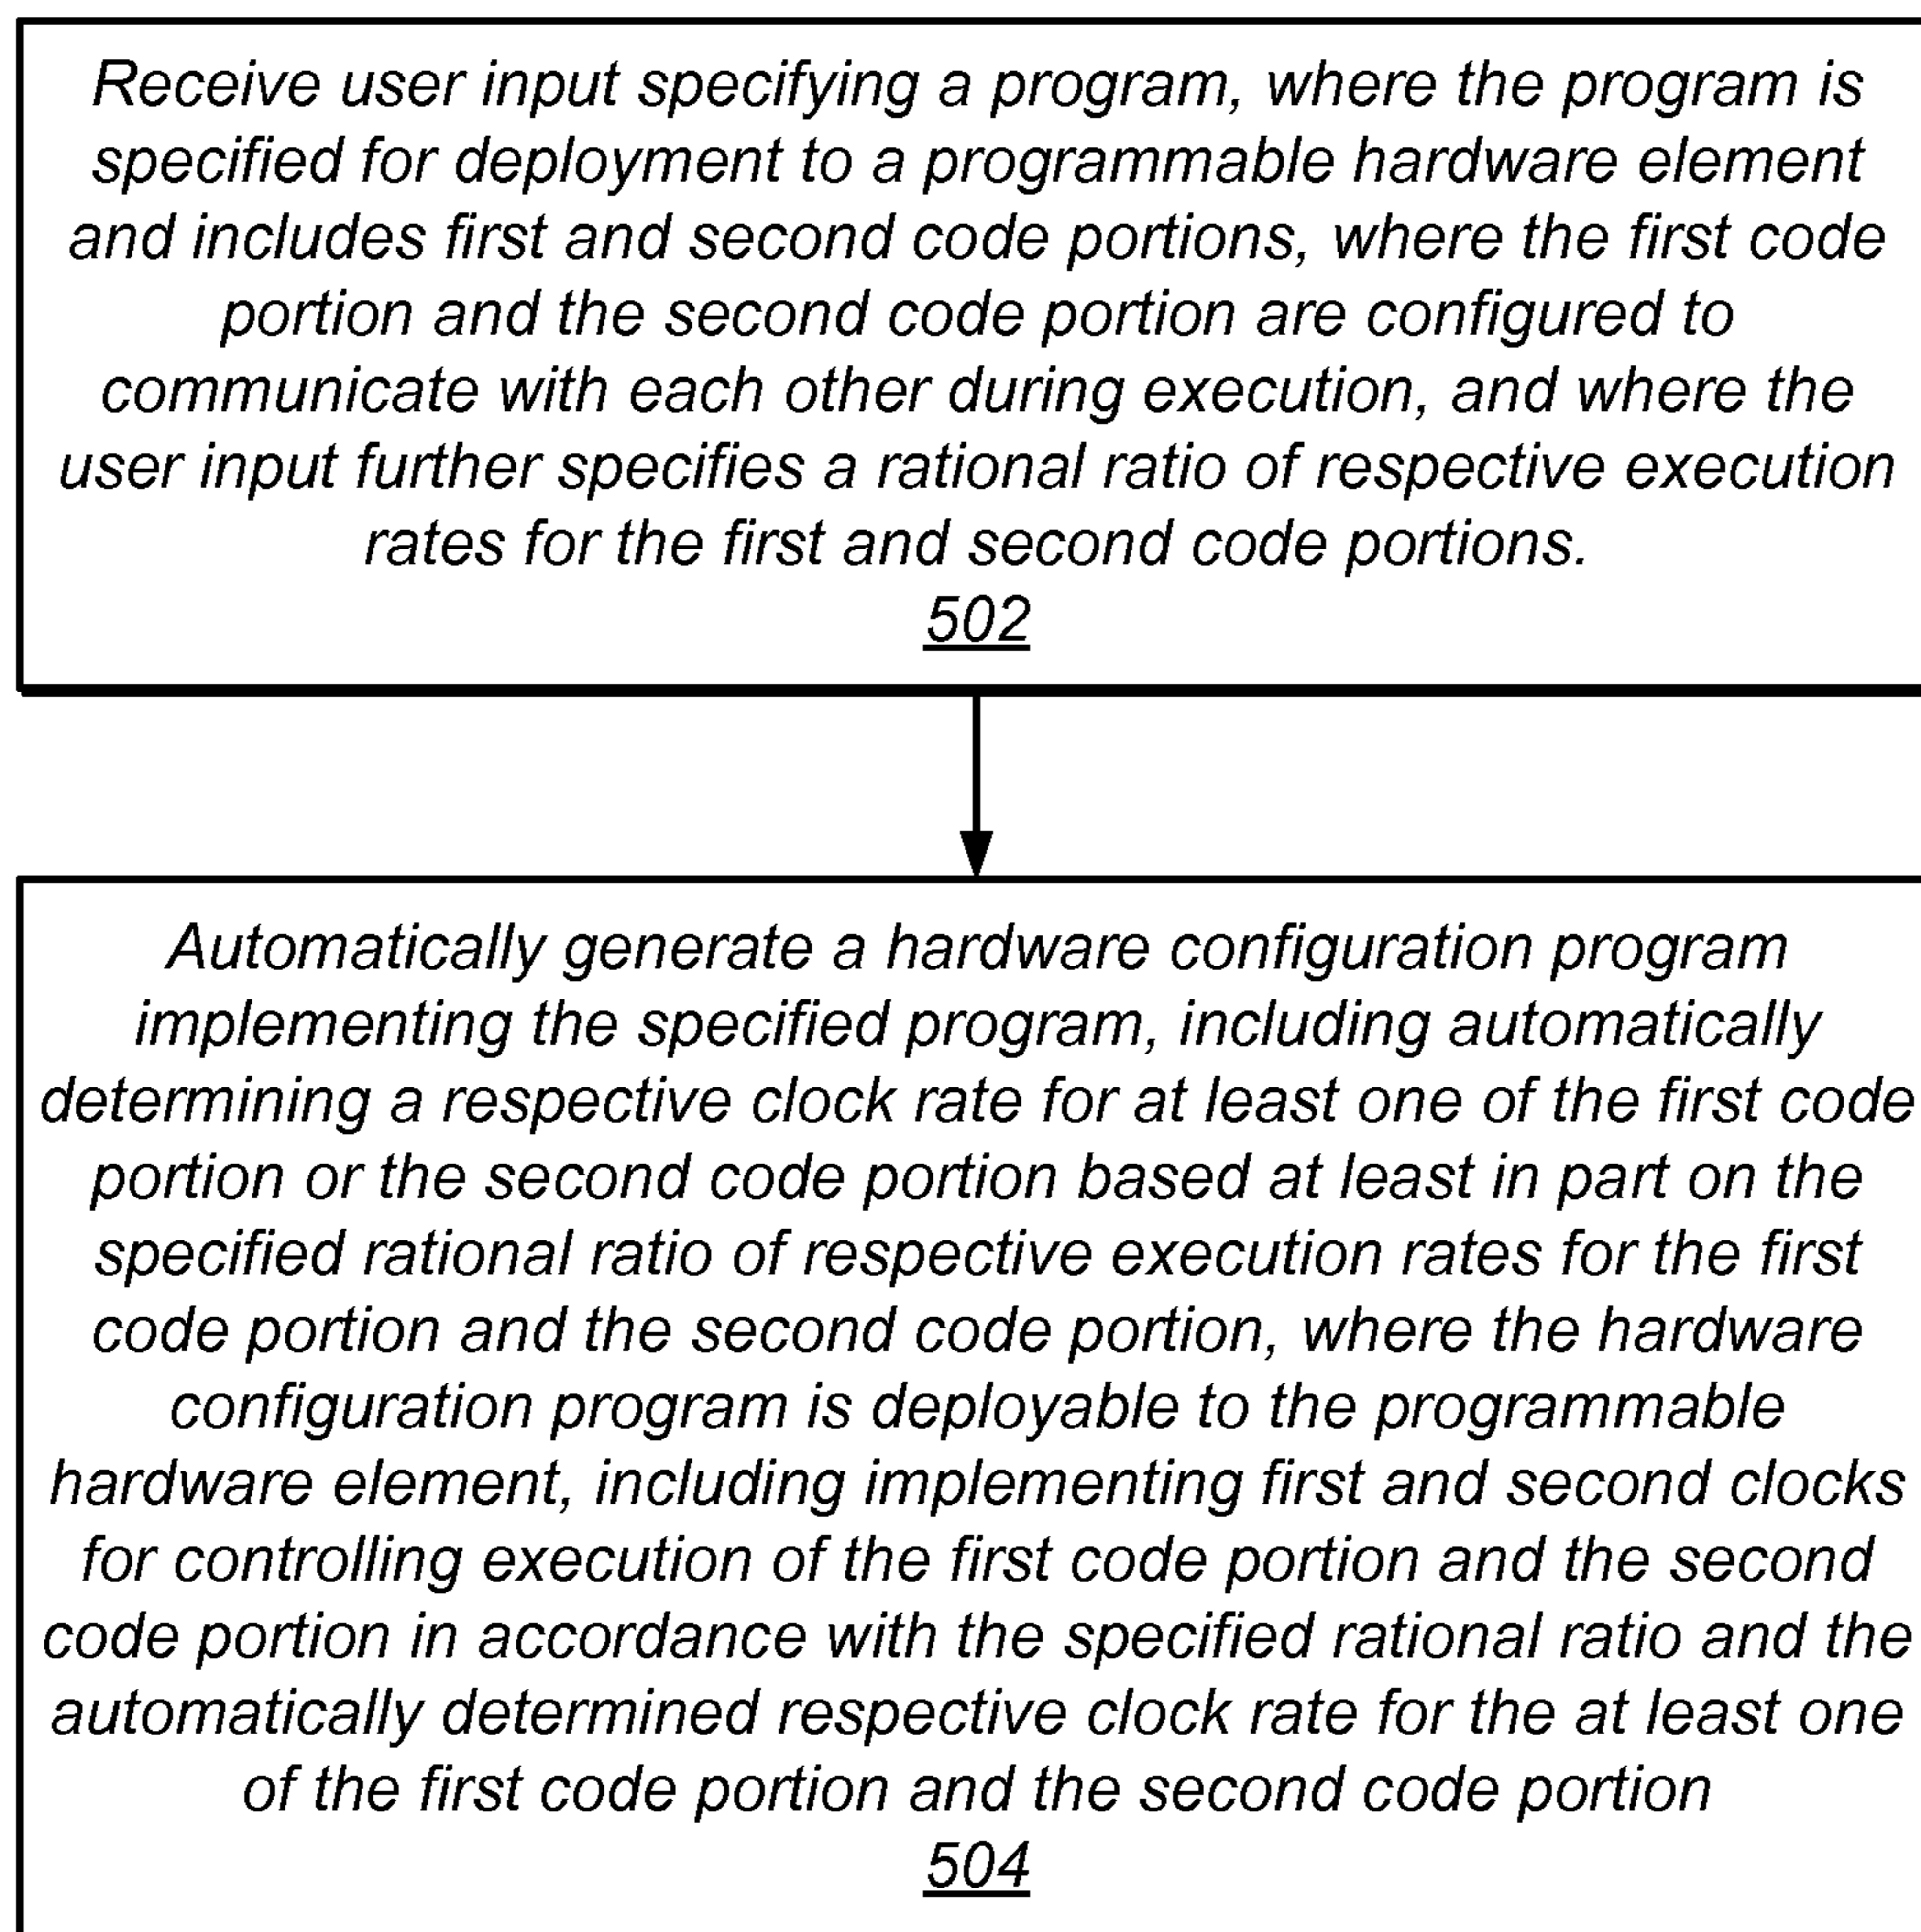 Receive user input specifying a program, where the program is
specified for deployment to a programmable hardware element
and includes first and second code portions, where the first code
portion and the second code portion are configured to
communicate with each other during execution, and where the
user input further specifies a rational ratio of respective execution
rates for the first and second code portions.
502
Automatically generate a hardware configuration program
implementing the specified program, including automatically
determining a respective clock rate for at least one of the first code
portion or the second code portion based at least in part on the
specified rational ratio of respective execution rates for the first
code portion and the second code portion, where the hardware
configuration program is deployable to the programmable
hardware element, including implementing first and second clocks
for controlling execution of the first code portion and the second
code portion in accordance with the specified rational ratio and the
automatically determined respective clock rate for the at least one
of the first code portion and the second code portion
504